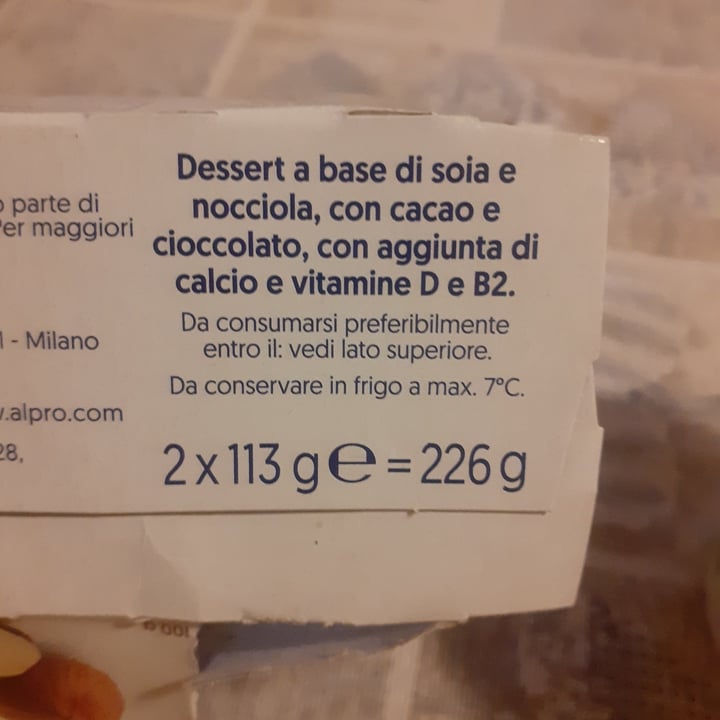 Dessert a base di soia e
nocciola, con cacao e
cioccolato, con aggiunta di
calcio e vitamine D e B2.
Da consumarsi preferibilmente
entro il: vedi lato superiore.
Da conservare in frigo a max. 7°C.
2 x 113 g e = 226 g
parte di
Per maggiori
- Milano
.alpro.com
28,
100 g